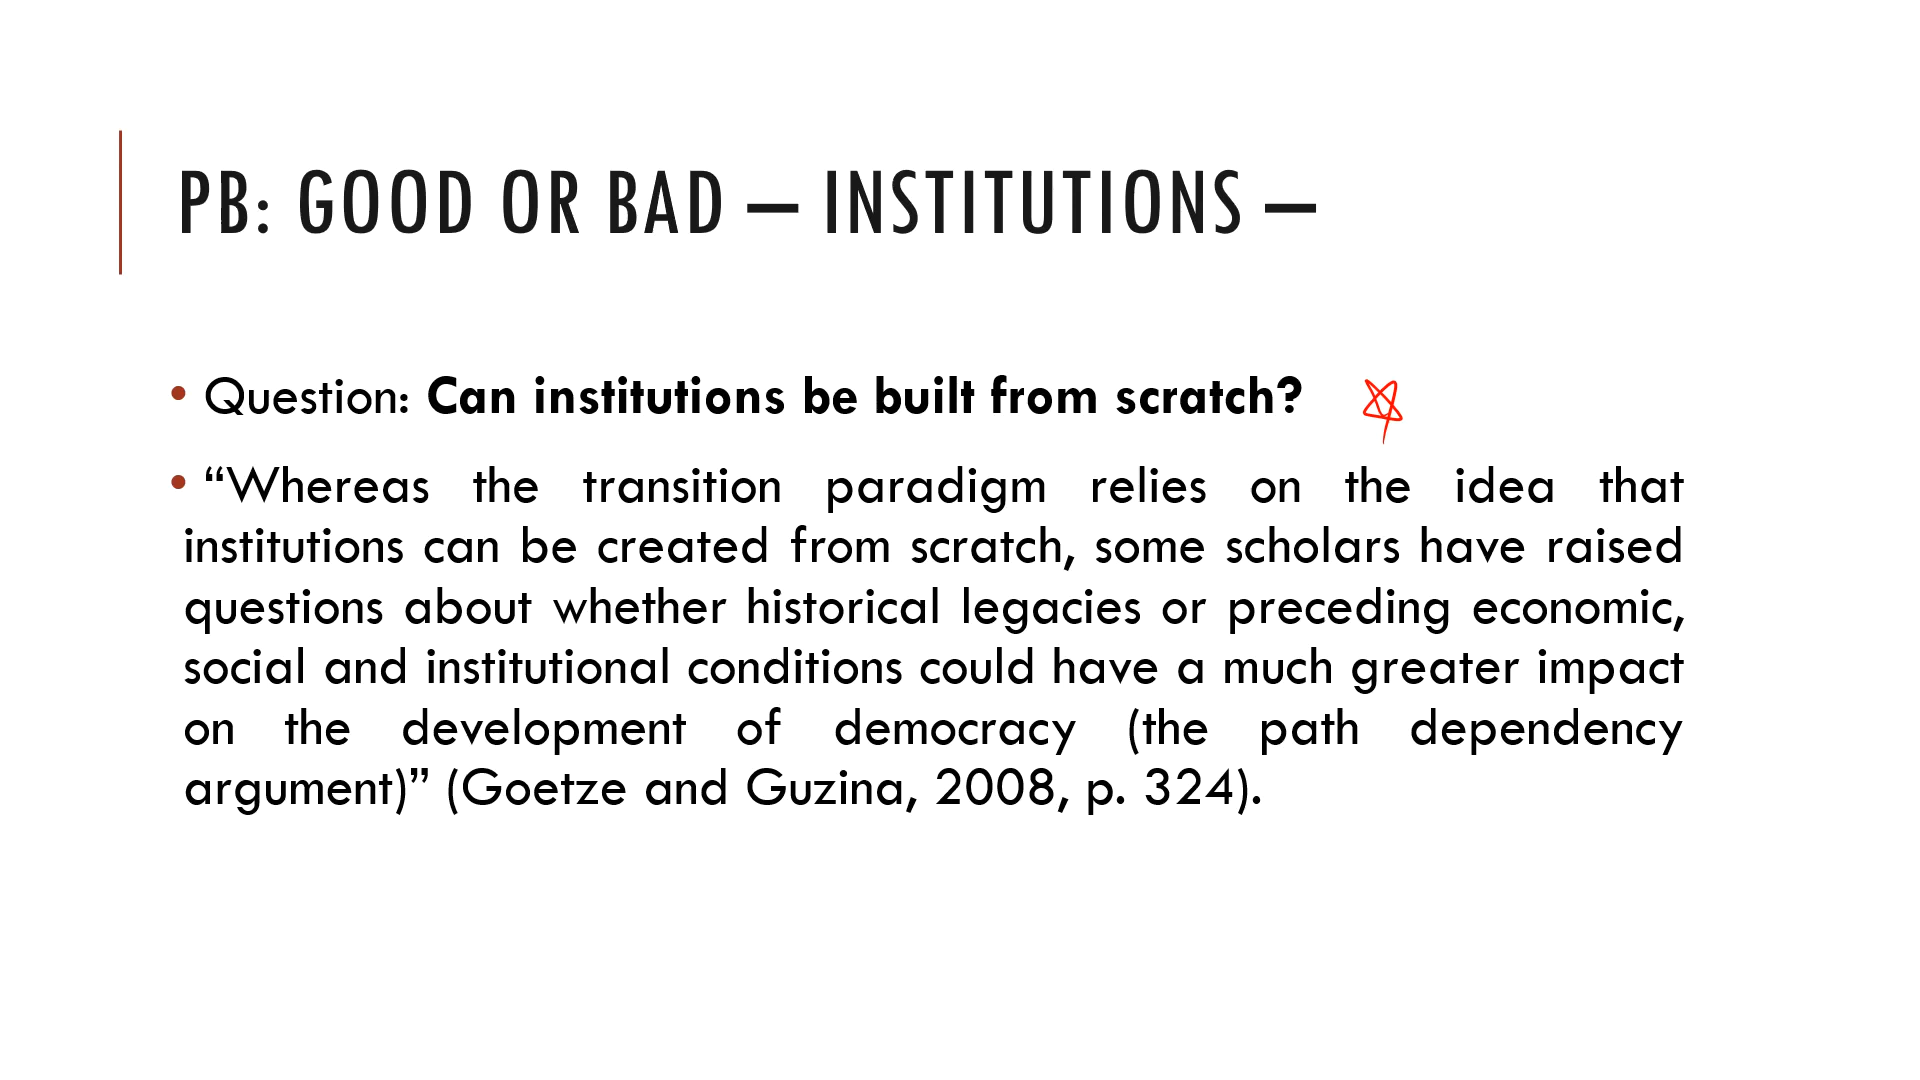 PB: GOOD OR BAD – INSTITUTIONS –
• Question: Can institutions be built from scratch?
• “Whereas the transition paradigm relies on the idea that
institutions can be created from scratch, some scholars have raised
questions about whether historical legacies or preceding economic,
social and institutional conditions could have a much greater impact
on the development of democracy (the path dependency
argument)” (Goetze and Guzina, 2008, p. 324).